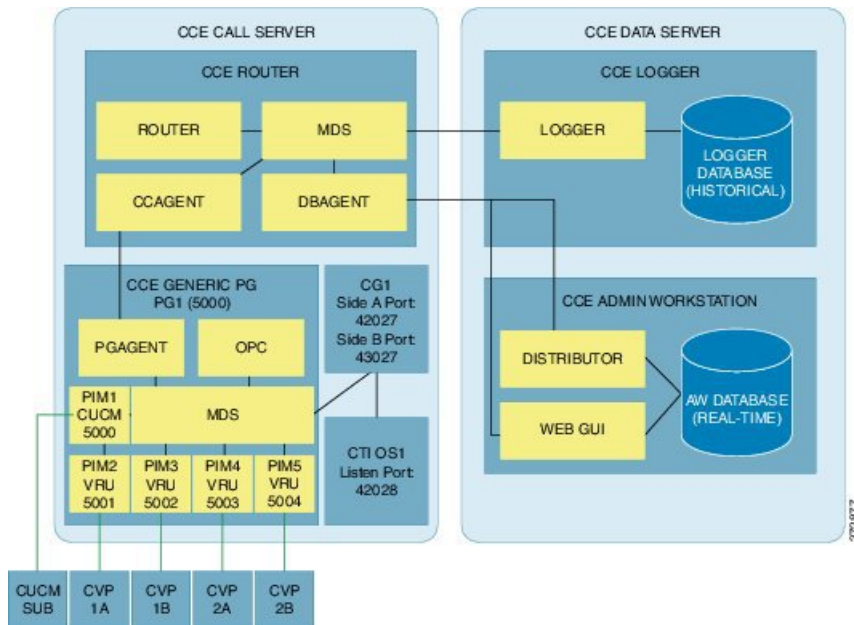 CCE CALL SERVER
CCE ROUTER
ROUTER
MDS
CCAGENT
DBAGENT
CCE GENERIC PG
PG1 (5000)
PGAGENT
OPC
PIM1
CUCM
5000
MDS
PIM2
VRU
5001
PIM3
VRU
5002
PIM4
VRU
5003
PIM5
VRU
5004
CG1
Side A Port:
42027
Side B Port:
43027
CTI OS1
Listen Port:
42028
CUCM
SUB
CVP
1A
CVP
1B
CVP
2A
CVP
2B
CCE DATA SERVER
CCE LOGGER
LOGGER
LOGGER
DATABASE
(HISTORICAL)
CCE ADMIN WORKSTATION
DISTRIBUTOR
WEB GUI
AW DATABASE
(REAL-TIME)